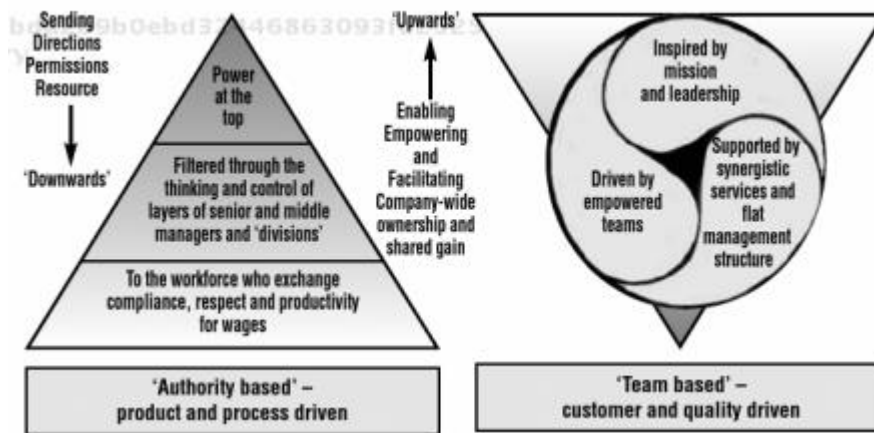 Sending
Directions
Permissions
Resource
'Downwards'
Power
at the
top
Filtered through the
thinking and control of
layers of senior and middle
managers and 'divisions'
To the workforce who exchange
compliance, respect and productivity
for wages
'Authority based' –
product and process driven
'Upwards'
Enabling
Empowering
and
Facilitating
Company-wide
ownership and
shared gain
Inspired by
mission
and leadership
Driven by
empowered
teams
Supported by
synergistic
services and
flat
management
structure
'Team based' –
customer and quality driven